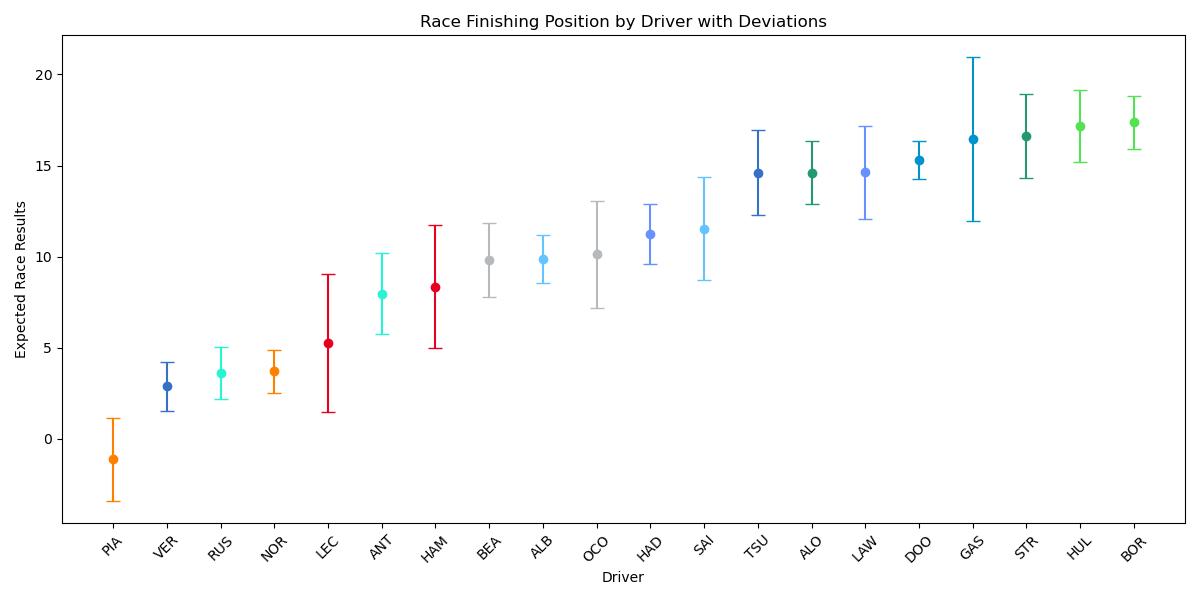 Race Finishing Position by Driver with Deviations
Expected Race Results
20
15
10
5
0
PIA
VER
RUS
NOR
LEC
ANT
HAM
BEA
ALB
OCO
HAD
SAI
TSU
ALO
LAW
DOO
GAS
STR
HUL
BOR
Driver